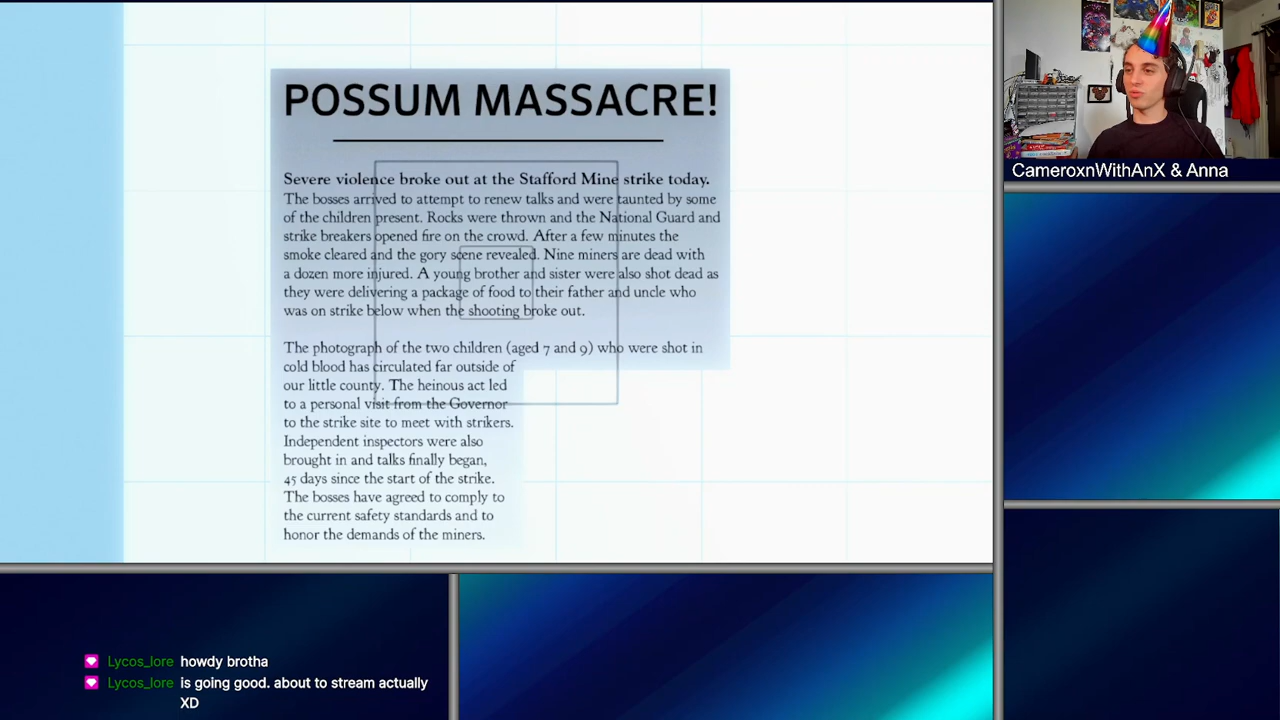 POSSUM MASSACRE!
Severe violence broke out at the Stafford Mine strike today.
The bosses arrived to attempt to renew talks and were taunted by some
of the children present. Rocks were thrown and the National Guard and
strike breakers opened fire on the crowd. After a few minutes the
smoke cleared and the gory scene revealed. Nine miners are dead with
a dozen more injured. A young brother and sister were also shot dead as
they were delivering a package of food to their father and uncle who
was on strike below when the shooting broke out.
The photograph of the two children (aged 7 and 9) who were shot in
cold blood has circulated far outside of
our little county. The heinous act led
to a personal visit from the Governor
to the strike site to meet with strikers.
Independent inspectors were also
brought in and talks finally began,
45 days since the start of the strike.
The bosses have agreed to comply to
the current safety standards and to
honor the demands of the miners.
CameroxnWithAnX & Anna
Lycos_lore howdy brotha
Lycos_lore is going good. about to stream actually
XD